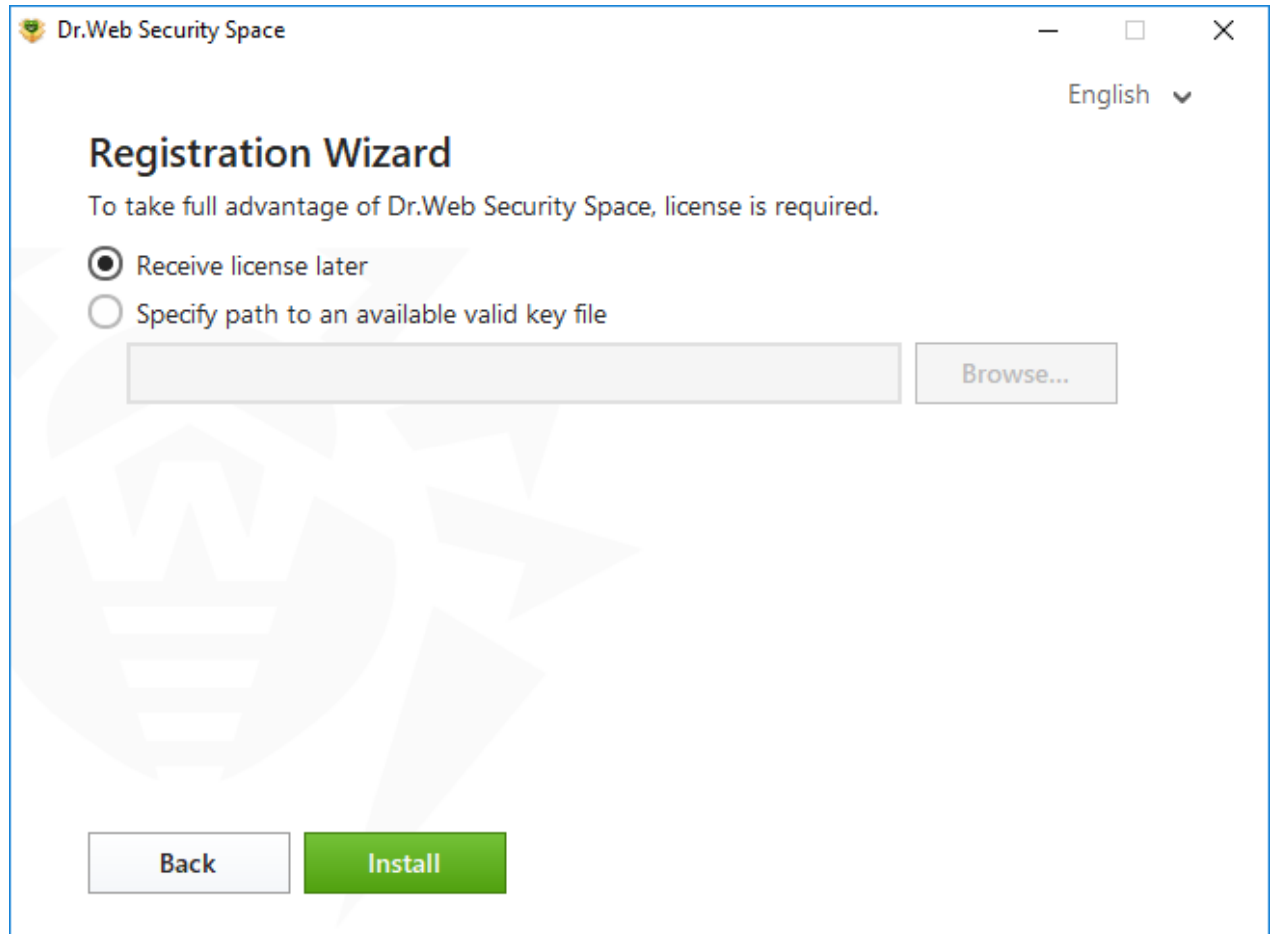 Dr.Web Security Space
English
Registration Wizard
To take full advantage of Dr.Web Security Space, license is required.
Receive license later
Specify path to an available valid key file
Browse...
Back
Install